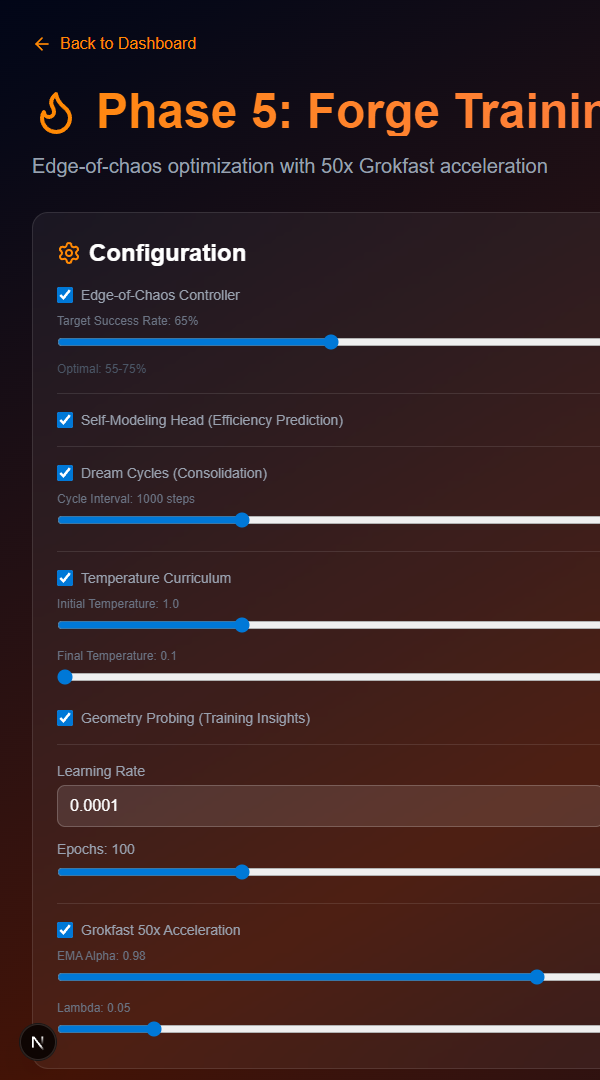 Back to Dashboard
Phase 5: Forge Trainin
Edge-of-chaos optimization with 50x Grokfast acceleration
Configuration
Edge-of-Chaos Controller
Target Success Rate: 65%
Optimal: 55-75%
Self-Modeling Head (Efficiency Prediction)
Dream Cycles (Consolidation)
Cycle Interval: 1000 steps
Temperature Curriculum
Initial Temperature: 1.0
Final Temperature: 0.1
Geometry Probing (Training Insights)
Learning Rate
0.0001
Epochs: 100
Grokfast 50x Acceleration
EMA Alpha: 0.98
Lambda: 0.05
N